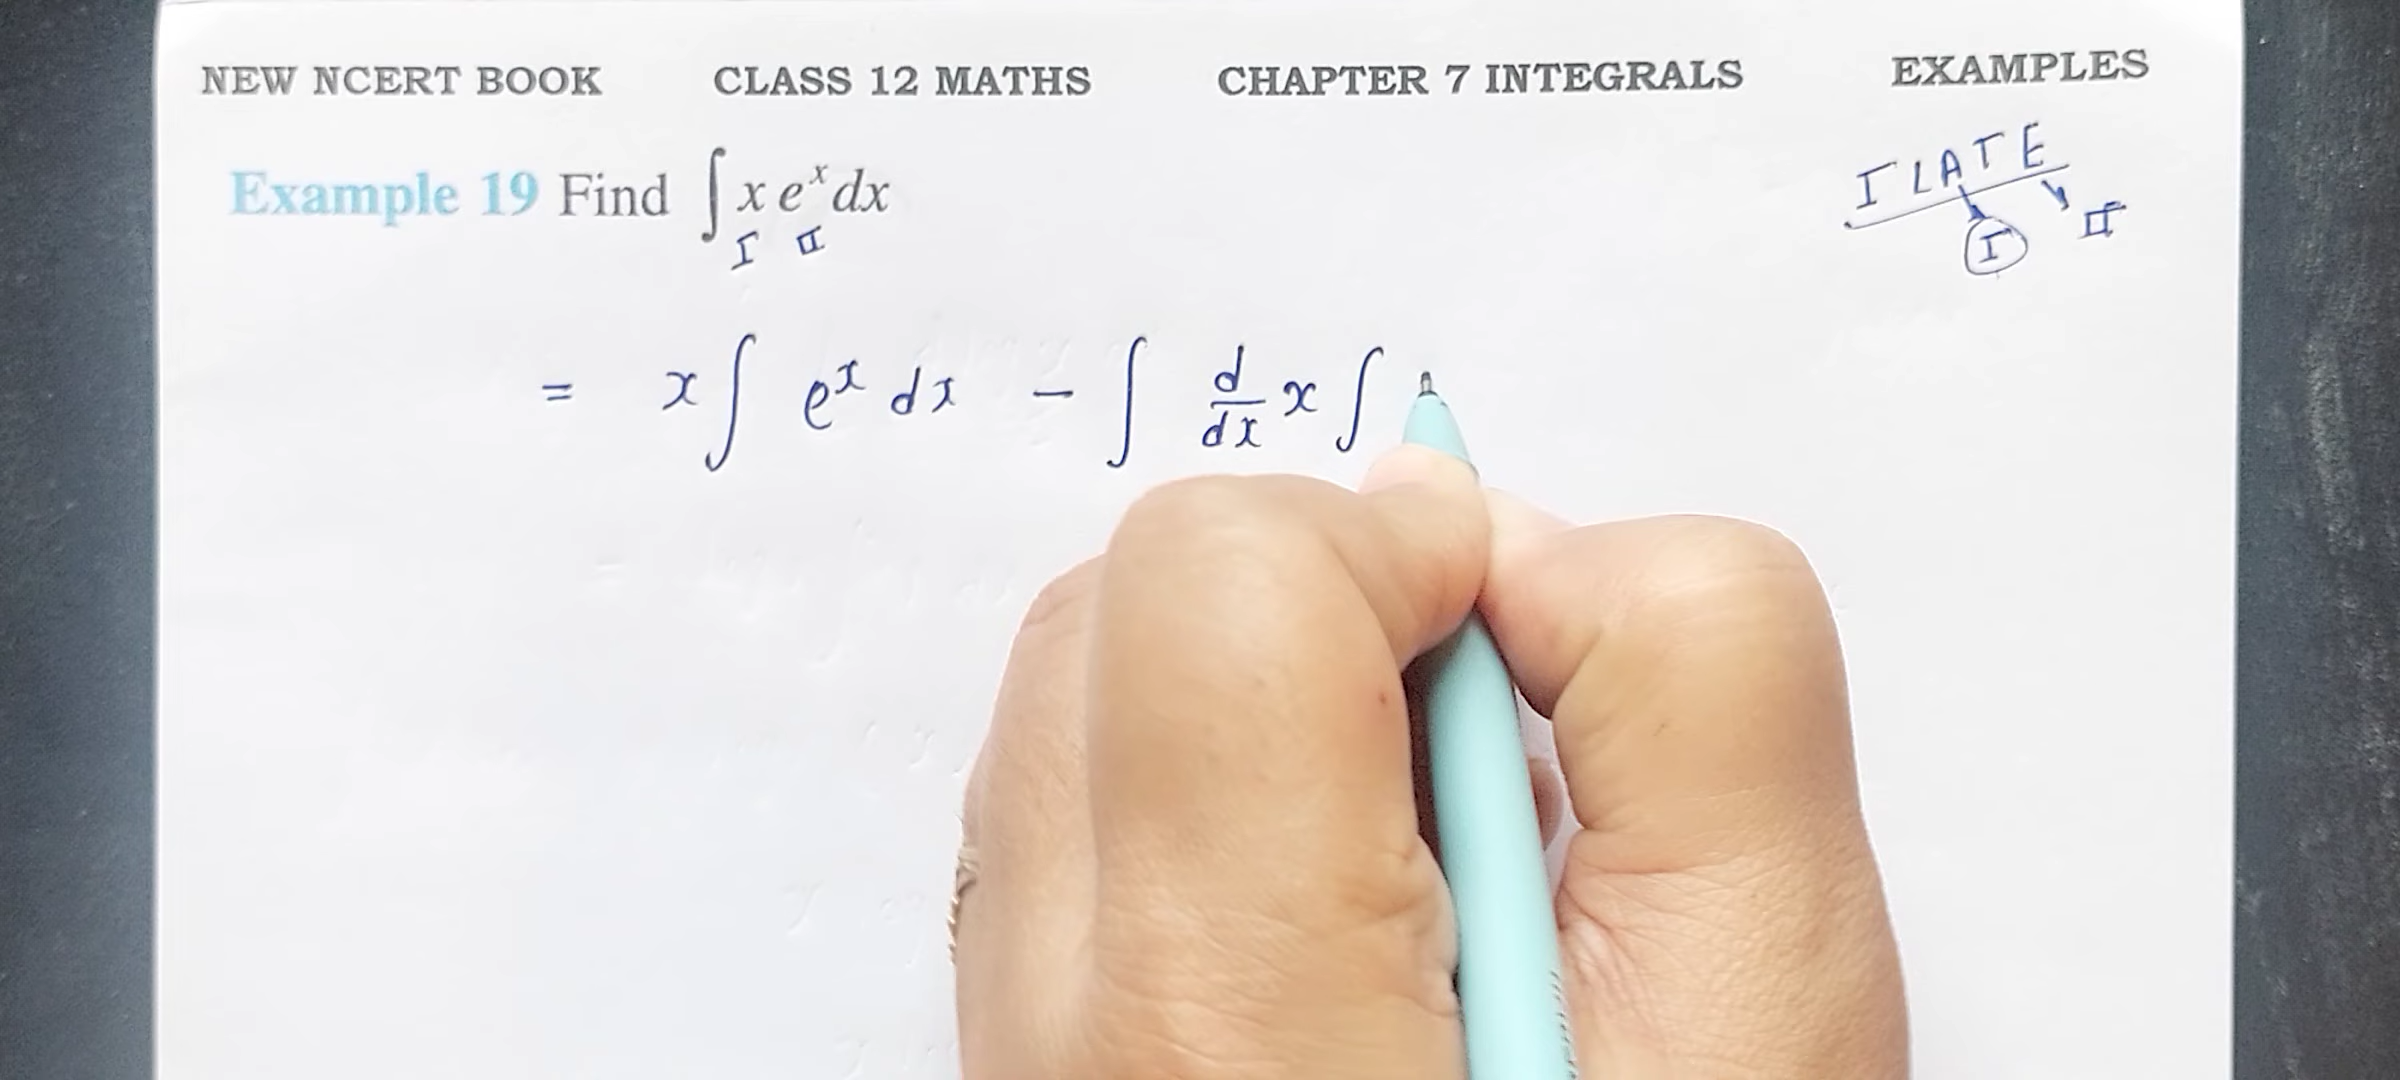 NEW NCERT BOOK CLASS 12 MATHS CHAPTER 7 INTEGRALS EXAMPLES
ILATE
I II
Example 19 Find ∫ x e^x dx
I II
= x ∫ e^x dx - ∫ d/dx x ∫